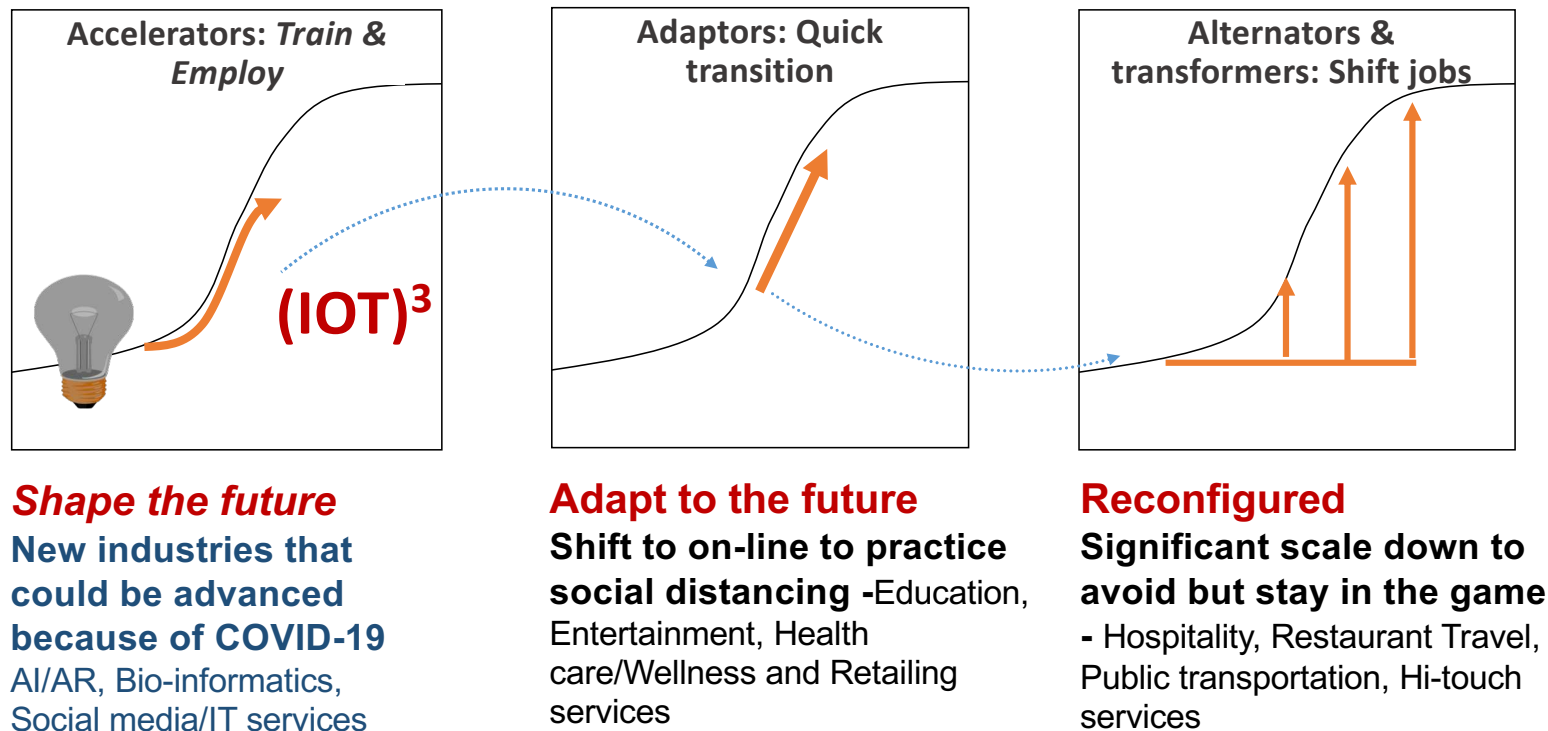 Accelerators: Train &
Employ
(IOT)³
Shape the future
New industries that
could be advanced
because of COVID-19
AI/AR, Bio-informatics,
Social media/IT services
Adaptors: Quick
transition
Adapt to the future
Shift to on-line to practice
social distancing -Education,
Entertainment, Health
care/Wellness and Retailing
services
Alternators &
transformers: Shift jobs
Reconfigured
Significant scale down to
avoid but stay in the game
- Hospitality, Restaurant Travel,
Public transportation, Hi-touch
services